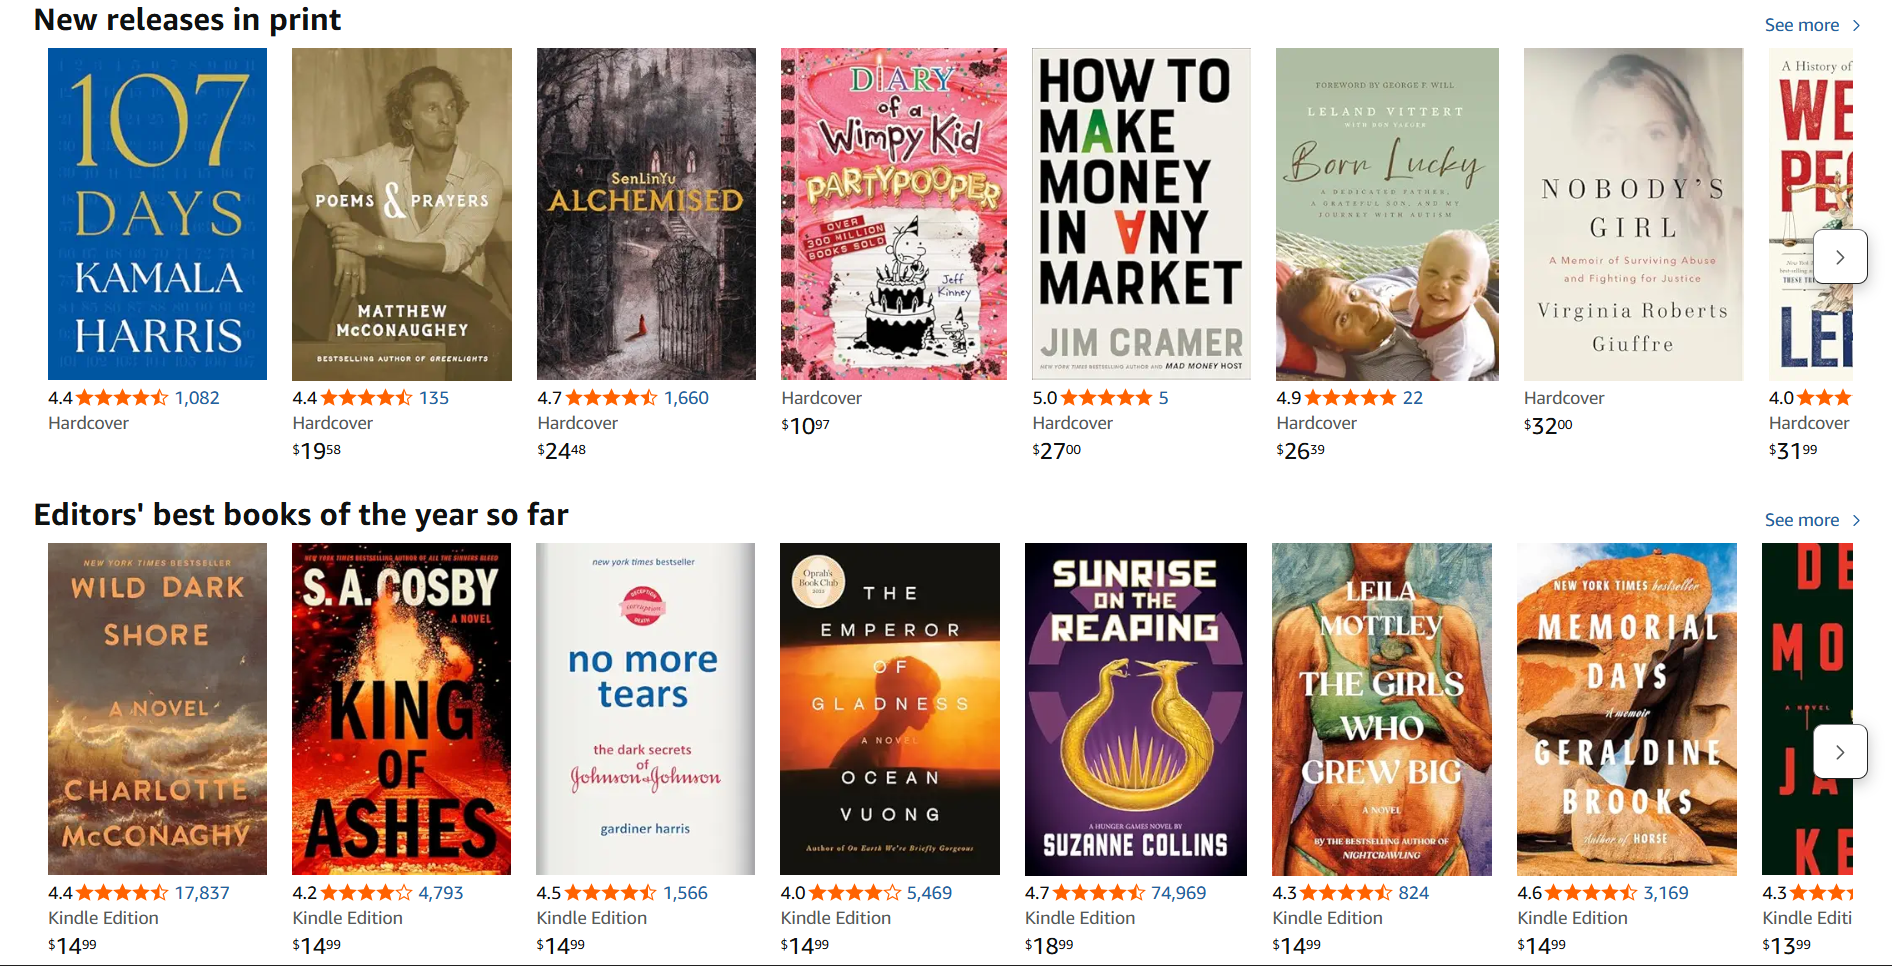 New releases in print
See more
107
DAYS
KAMALA
HARRIS
4.4 1,082
Hardcover
POEMS & PRAYERS
MATTHEW
McCONAUGHEY
BESTSELLING AUTHOR OF GREENLIGHTS
4.4 135
Hardcover
$19.58
SenLinYu
ALCHEMISED
4.7 1,660
Hardcover
$24.48
DIARY
of a
Wimpy Kid
PARTYPOOPER
OVER
300 MILLION
BOOKS SOLD
Jeff
Kinney
Hardcover
$10.97
HOW TO
MAKE
MONEY
IN ANY
MARKET
JIM CRAMER
NEW YORK TIMES BESTSELLING AUTHOR AND MAD MONEY HOST
5.0 5
Hardcover
$27.00
FOREWORD BY GEORGE F. WILL
LELAND VITTERT
WITH DON YAEGER
Born Lucky
A DEDICATED FATHER,
A GRATEFUL SON, AND MY
JOURNEY WITH AUTISM
4.9 22
Hardcover
$26.39
NOBODY'S
GIRL
A Memoir of Surviving Abuse
and Fighting for Justice
Virginia Roberts
Giuffre
Hardcover
$32.00
A History of
WE
PE
LE
4.0
Hardcover
$31.99
Editors' best books of the year so far
See more
NEW YORK TIMES BESTSELLER
WILD DARK
SHORE
A NOVEL
CHARLOTTE
McCONAGHY
4.4 17,837
Kindle Edition
$14.99
NEW YORK TIMES BESTSELLING AUTHOR OF ALL THE SINNERS BLEED
S.A. COSBY
A NOVEL
KING
OF
ASHES
4.2 4,793
Kindle Edition
$14.99
new york times bestseller
DECEPTION
corruption
DEATH
no more
tears
the dark secrets
of
Johnson & Johnson
gardiner harris
4.5 1,566
Kindle Edition
$14.99
Oprah's
Book Club
THE
EMPEROR
OF
GLADNESS
A NOVEL
OCEAN
VUONG
Author of On Earth We're Briefly Gorgeous
4.0 5,469
Kindle Edition
$14.99
SUNRISE
ON THE
REAPING
A HUNGER GAMES NOVEL BY
SUZANNE COLLINS
4.7 74,969
Kindle Edition
$18.99
LEILA
MOTTLEY
THE GIRLS
WHO
GREW BIG
A NOVEL
BY THE BESTSELLING AUTHOR OF
NIGHTCRAWLING
4.3 824
Kindle Edition
$14.99
NEW YORK TIMES bestseller
MEMORIAL
DAYS
A memoir
GERALDINE
BROOKS
Author of HORSE
4.6 3,169
Kindle Edition
$14.99
DE
MO
A NOVEL
JA
KE
4.3
Kindle Editi
$13.99